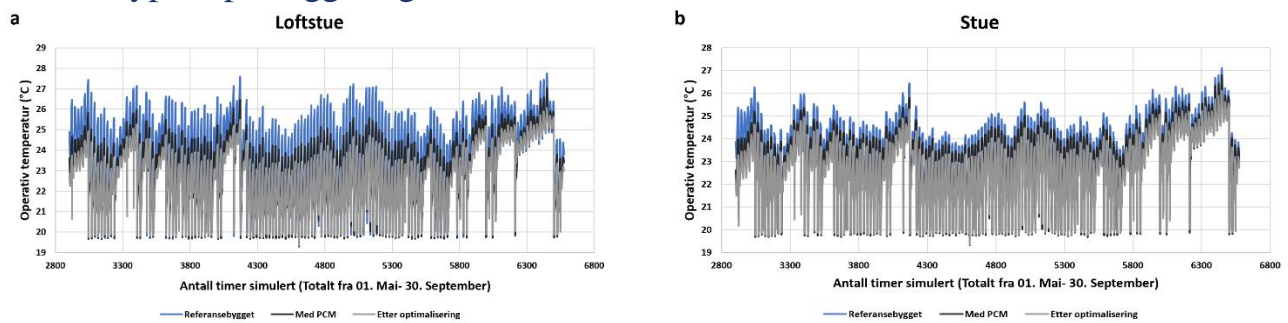 a
Loftstue
Operativ temperatur (°C )
29
28
27
26
25
24
23
22
21
20
19
2800 3300 3800 4300 4800 5300 5800 6300 6800
Antall timer simulert (Totalt fra 01. Mai- 30. September)
Referansebygget Med PCM Etter optimalisering
b
Stue
Operativ temperatur (°C )
28
27
26
25
24
23
22
21
20
19
2800 3300 3800 4300 4800 5300 5800 6300 6800
Antall timer simulert (Totalt fra 01. Mai- 30. September)
Referansebygget Med PCM Etter optimalisering